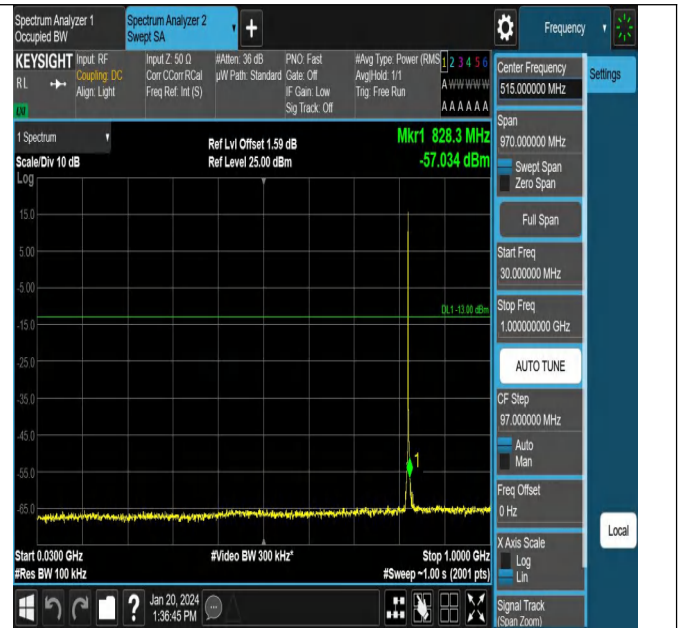 Spectrum Analyzer 1
Occupied BW
Spectrum Analyzer 2
Swept SA
Frequency
KEYSIGHT
RL
Input: RF
Coupling: DC
Align: Light
Input Z: 50 Ω
Corr CCorr RCal
Freq Ref: Int (S)
#Atten: 36 dB
µW Path: Standard
PNO: Fast
Gate: Off
IF Gain: Low
Sig Track: Off
#Avg Type: Power (RMS
Avg|Hold: 1/1
Trig: Free Run
1 2 3 4 5 6
A W W W W W
A A A A A A
1 Spectrum
Scale/Div 10 dB
Log
Ref Lvl Offset 1.59 dB
Ref Level 25.00 dBm
Mkr1 828.3 MHz
-57.034 dBm
15.0
5.00
-5.00
-15.0
-25.0
-35.0
-45.0
-55.0
-65.0
DL1 -13.00 dBm
1
Start 0.0300 GHz
#Res BW 100 kHz
#Video BW 300 kHz*
Stop 1.0000 GHz
#Sweep ~1.00 s (2001 pts)
Center Frequency
515.000000 MHz
Settings
Span
970.000000 MHz
Swept Span
Zero Span
Full Span
Start Freq
30.000000 MHz
Stop Freq
1.000000000 GHz
AUTO TUNE
CF Step
97.000000 MHz
Auto
Man
Freq Offset
0 Hz
X Axis Scale
Log
Lin
Signal Track
(Span Zoom)
Local
?
Jan 20, 2024
1:36:45 PM